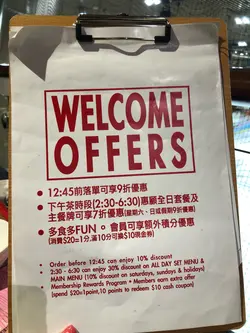 WELCOME
OFFERS
• 12:45前落單可享9折優惠
• 下午茶時段(2:30-6:30)惠顧全日套餐及
主餐牌可享7折優惠(星期六、日或假期9折優惠)
• 多食多FUN。會員可享額外積分優惠
(消費$20=1分,滿10分可換$10現金券)
Order before 12:45 can enjoy 10% discount
• 2:30 - 6:30 can enjoy 30% discount on ALL DAY SET MENU &
MAIN MENU (10% discount on saturdays, sundays & holidays)
Membership Rewards Program • Members earn extra offer
(spend $20=1point,10 points to redeem $10 cash coupon)